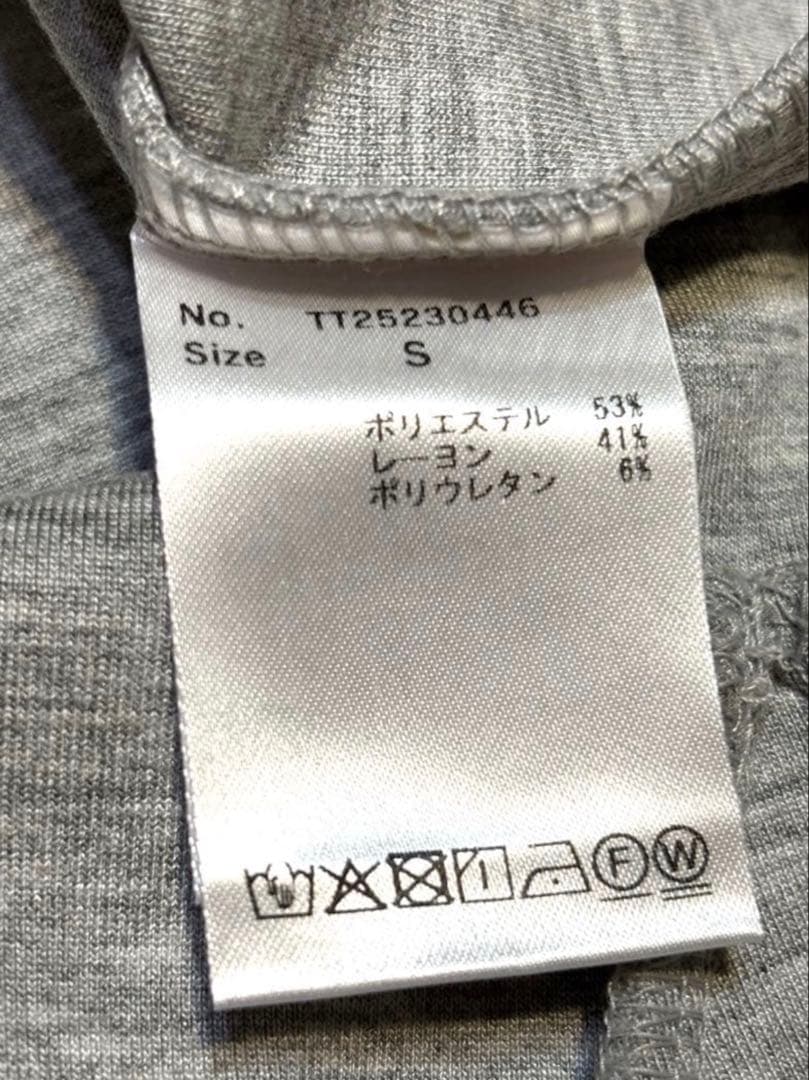 No. TT25230446
Size S
ポリエステル 53%
レーヨン 41%
ポリウレタン 6%
F W